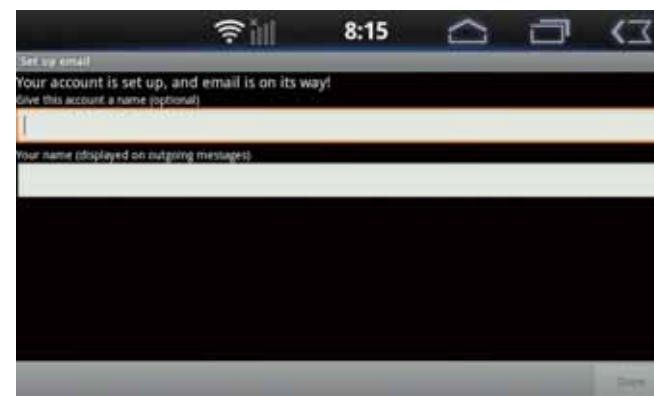 8:15
Set up email
Your account is set up, and email is on its way!
Give this account a name (optional)
Your name (displayed on outgoing messages)
Done